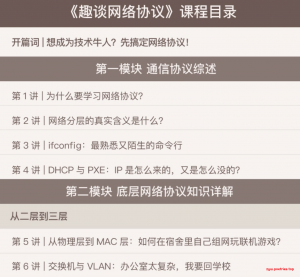 《趣谈网络协议》课程目录
开篇词 | 想成为技术牛人？先搞定网络协议！
第一模块 通信协议综述
第 1 讲 | 为什么要学习网络协议？
第 2 讲 | 网络分层的真实含义是什么？
第 3 讲 | ifconfig：最熟悉又陌生的命令行
第 4 讲 | DHCP 与 PXE：IP 是怎么来的，又是怎么没的？
第二模块 底层网络协议知识详解
从二层到三层
第 5 讲 | 从物理层到 MAC 层：如何在宿舍里自己组网玩联机游戏？
第 6 讲 | 交换机与 VLAN：办公室太复杂，我要回学校